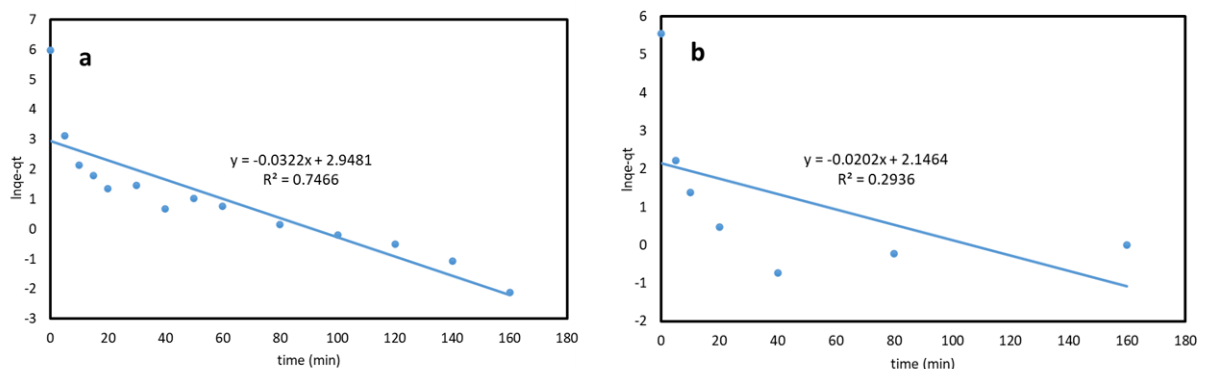 a
7
6
5
4
3
2
1
0
-1
-2
-3
lnqe-qt
y = -0.0322x + 2.9481
R² = 0.7466
0 20 40 60 80 100 120 140 160 180
time (min)
b
6
5
4
3
2
1
0
-1
-2
lnqe-qt
y = -0.0202x + 2.1464
R² = 0.2936
0 20 40 60 80 100 120 140 160 180
time (min)